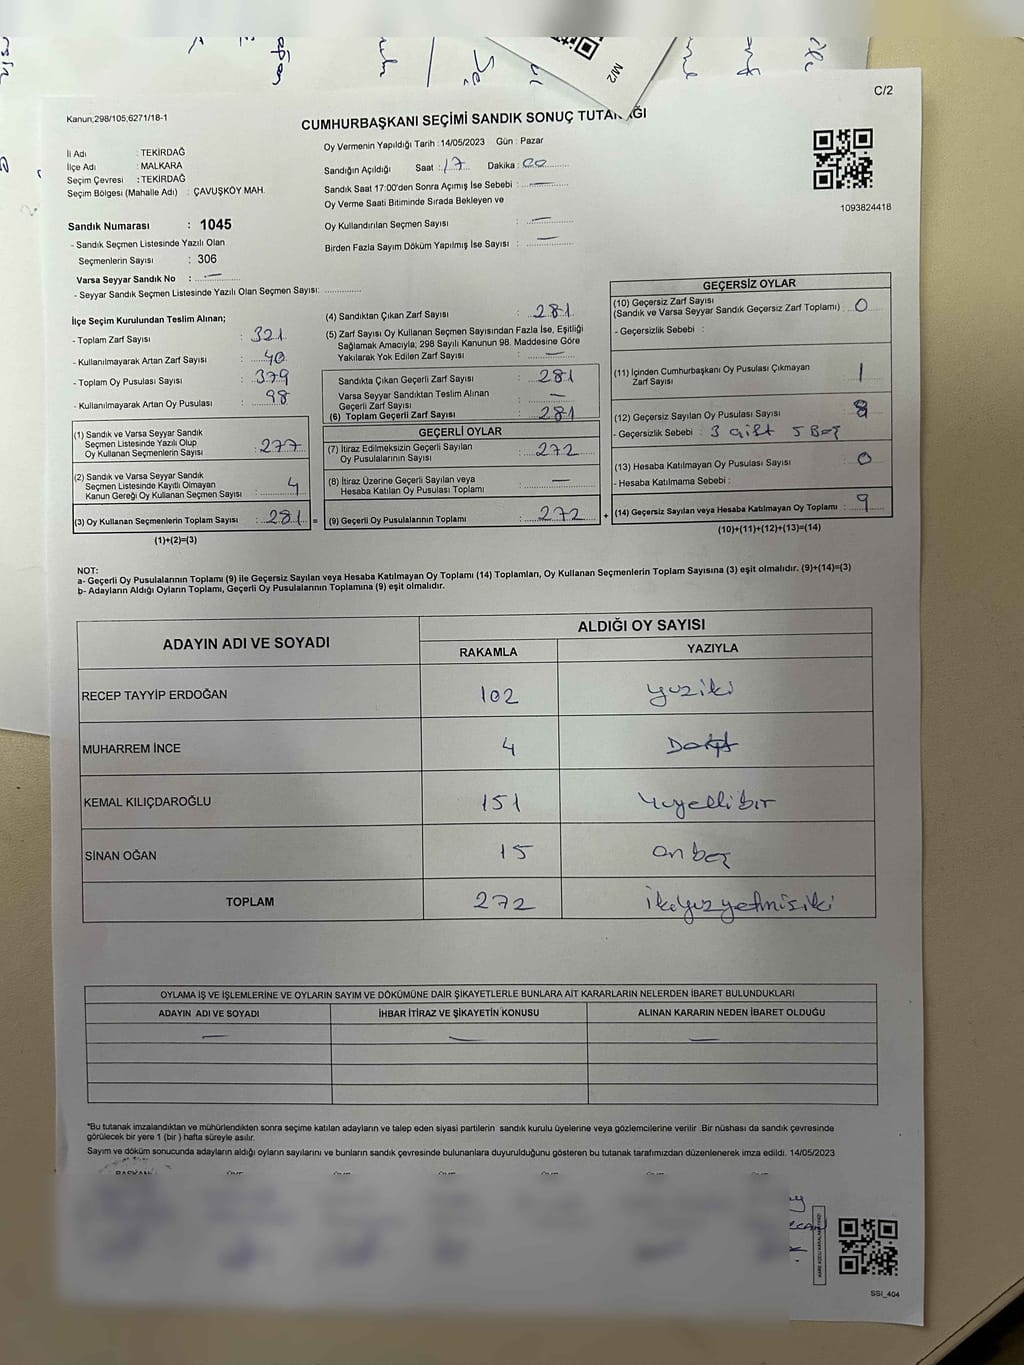 C/2
M/2
Kanun;298/105,6271/18-1
CUMHURBAŞKANI SEÇİMİ SANDIK SONUÇ TUTANAĞI
İl Adı : TEKİRDAĞ
İlçe Adı : MALKARA
Seçim Çevresi : TEKİRDAĞ
Seçim Bölgesi (Mahalle Adı) : ÇAVUŞKÖY MAH.
Oy Vermenin Yapıldığı Tarih : 14/05/2023 Gün : Pazar
Sandığın Açıldığı Saat : 17 Dakika : 00
Sandık Saat 17:00'den Sonra Açımış İse Sebebi : —
Oy Verme Saati Bitiminde Sırada Bekleyen ve
Oy Kullandırılan Seçmen Sayısı : —
Birden Fazla Sayım Döküm Yapılmış İse Sayısı : —
1093824418
Sandık Numarası : 1045
- Sandık Seçmen Listesinde Yazılı Olan
Seçmenlerin Sayısı : 306
Varsa Seyyar Sandık No : —
- Seyyar Sandık Seçmen Listesinde Yazılı Olan Seçmen Sayısı: ..............
İlçe Seçim Kurulundan Teslim Alınan;
- Toplam Zarf Sayısı : 321
- Kullanılmayarak Artan Zarf Sayısı : 40
- Toplam Oy Pusulası Sayısı : 379
- Kullanılmayarak Artan Oy Pusulası : 98
(1) Sandık ve Varsa Seyyar Sandık
Seçmen Listesinde Yazılı Olup
Oy Kullanan Seçmenlerin Sayısı : 277
(2) Sandık ve Varsa Seyyar Sandık
Seçmen Listesinde Kayıtlı Olmayan
Kanun Gereği Oy Kullanan Seçmen Sayısı : 4
(3) Oy Kullanan Seçmenlerin Toplam Sayısı : 281 =
(1)+(2)=(3)
(4) Sandıktan Çıkan Zarf Sayısı : 281
(5) Zarf Sayısı Oy Kullanan Seçmen Sayısından Fazla İse, Eşitliği
Sağlamak Amacıyla; 298 Sayılı Kanunun 98. Maddesine Göre
Yakılarak Yok Edilen Zarf Sayısı : —
Sandıkta Çıkan Geçerli Zarf Sayısı : 281
Varsa Seyyar Sandıktan Teslim Alınan
Geçerli Zarf Sayısı : —
(6) Toplam Geçerli Zarf Sayısı : 281
GEÇERLİ OYLAR
(7) İtiraz Edilmeksizin Geçerli Sayılan
Oy Pusulalarının Sayısı : 272
(8) İtiraz Üzerine Geçerli Sayılan veya
Hesaba Katılan Oy Pusulası Toplamı : —
(9) Geçerli Oy Pusulalarının Toplamı : 272 +
GEÇERSİZ OYLAR
(10) Geçersiz Zarf Sayısı
(Sandık ve Varsa Seyyar Sandık Geçersiz Zarf Toplamı) : 0
- Geçersizlik Sebebi :
(11) İçinden Cumhurbaşkanı Oy Pusulası Çıkmayan
Zarf Sayısı : 1
(12) Geçersiz Sayılan Oy Pusulası Sayısı : 8
- Geçersizlik Sebebi : 3 Çift 5 Boş
(13) Hesaba Katılmayan Oy Pusulası Sayısı : 0
- Hesaba Katılmama Sebebi :
(14) Geçersiz Sayılan veya Hesaba Katılmayan Oy Toplamı : 9
(10)+(11)+(12)+(13)=(14)
NOT:
a- Geçerli Oy Pusulalarının Toplamı (9) ile Geçersiz Sayılan veya Hesaba Katılmayan Oy Toplamı (14) Toplamları, Oy Kullanan Seçmenlerin Toplam Sayısına (3) eşit olmalıdır. (9)+(14)=(3)
b- Adayların Aldığı Oyların Toplamı, Geçerli Oy Pusulalarının Toplamına (9) eşit olmalıdır.
ADAYIN ADI VE SOYADI ALDIĞI OY SAYISI
RAKAMLA YAZIYLA
RECEP TAYYİP ERDOĞAN 102 yüziki
MUHARREM İNCE 4 Dört
KEMAL KILIÇDAROĞLU 151 Yüzellibir
SİNAN OĞAN 15 onbeş
TOPLAM 272 İkiyüzyetmişiki
OYLAMA İŞ VE İŞLEMLERİNE VE OYLARIN SAYIM VE DÖKÜMÜNE DAİR ŞİKAYETLERLE BUNLARA AİT KARARLARIN NELERDEN İBARET BULUNDUKLARI
ADAYIN ADI VE SOYADI İHBAR İTİRAZ VE ŞİKAYETİN KONUSU ALINAN KARARIN NEDEN İBARET OLDUĞU
— — —
"Bu tutanak imzalandıktan ve mühürlendikten sonra seçime katılan adayların ve talep eden siyasi partilerin sandık kurulu üyelerine veya gözlemcilerine verilir .Bir nüshası da sandık çevresinde
görülecek bir yere 1 (bir ) hafta süreyle asılır.
Sayım ve döküm sonucunda adayların aldığı oyların sayılarını ve bunların sandık çevresinde bulunanlara duyurulduğunu gösteren bu tutanak tarafımızdan düzenlenerek imza edildi. 14/05/2023
BAŞKAN
SSI_404